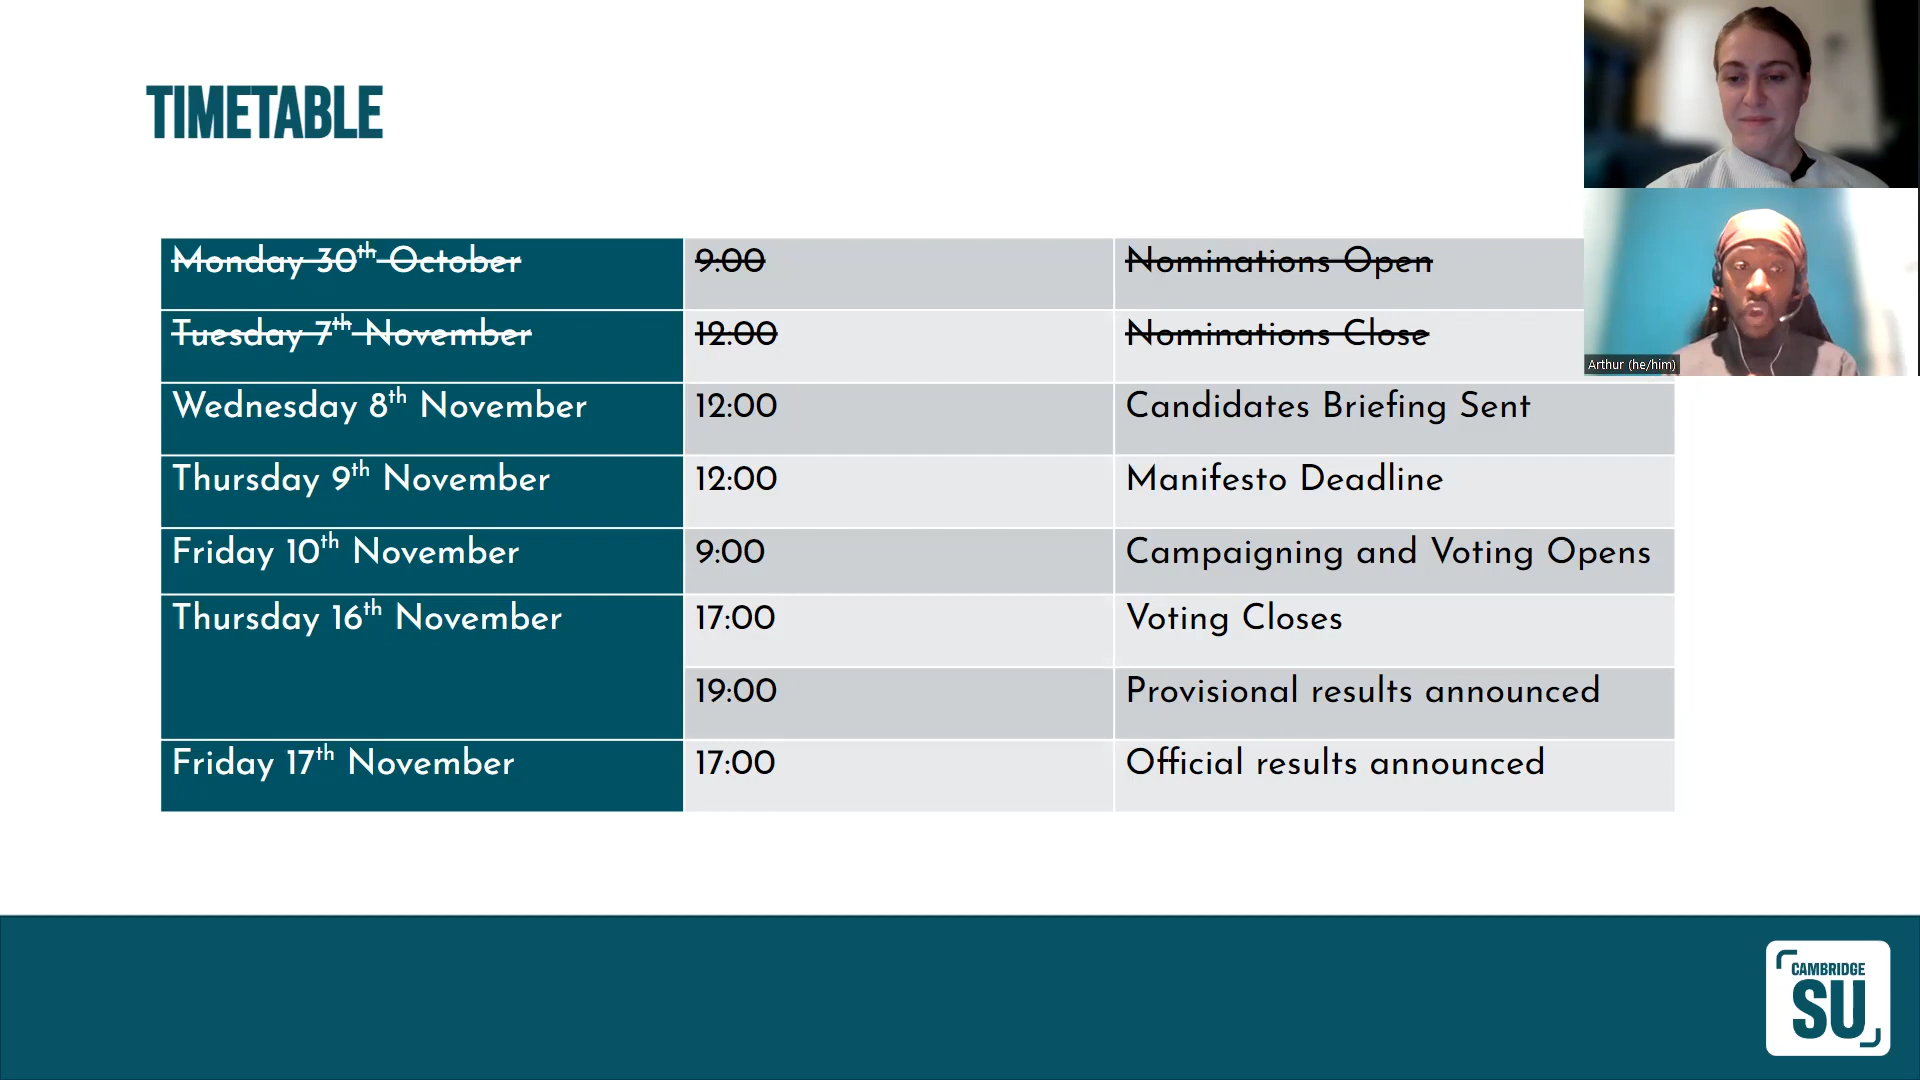 TIMETABLE
Monday 30th October 9:00 Nominations Open
Tuesday 7th November 12:00 Nominations Close
Arthur (he/him)
Wednesday 8th November 12:00 Candidates Briefing Sent
Thursday 9th November 12:00 Manifesto Deadline
Friday 10th November 9:00 Campaigning and Voting Opens
Thursday 16th November 17:00 Voting Closes
19:00 Provisional results announced
Friday 17th November 17:00 Official results announced
CAMBRIDGE
SU